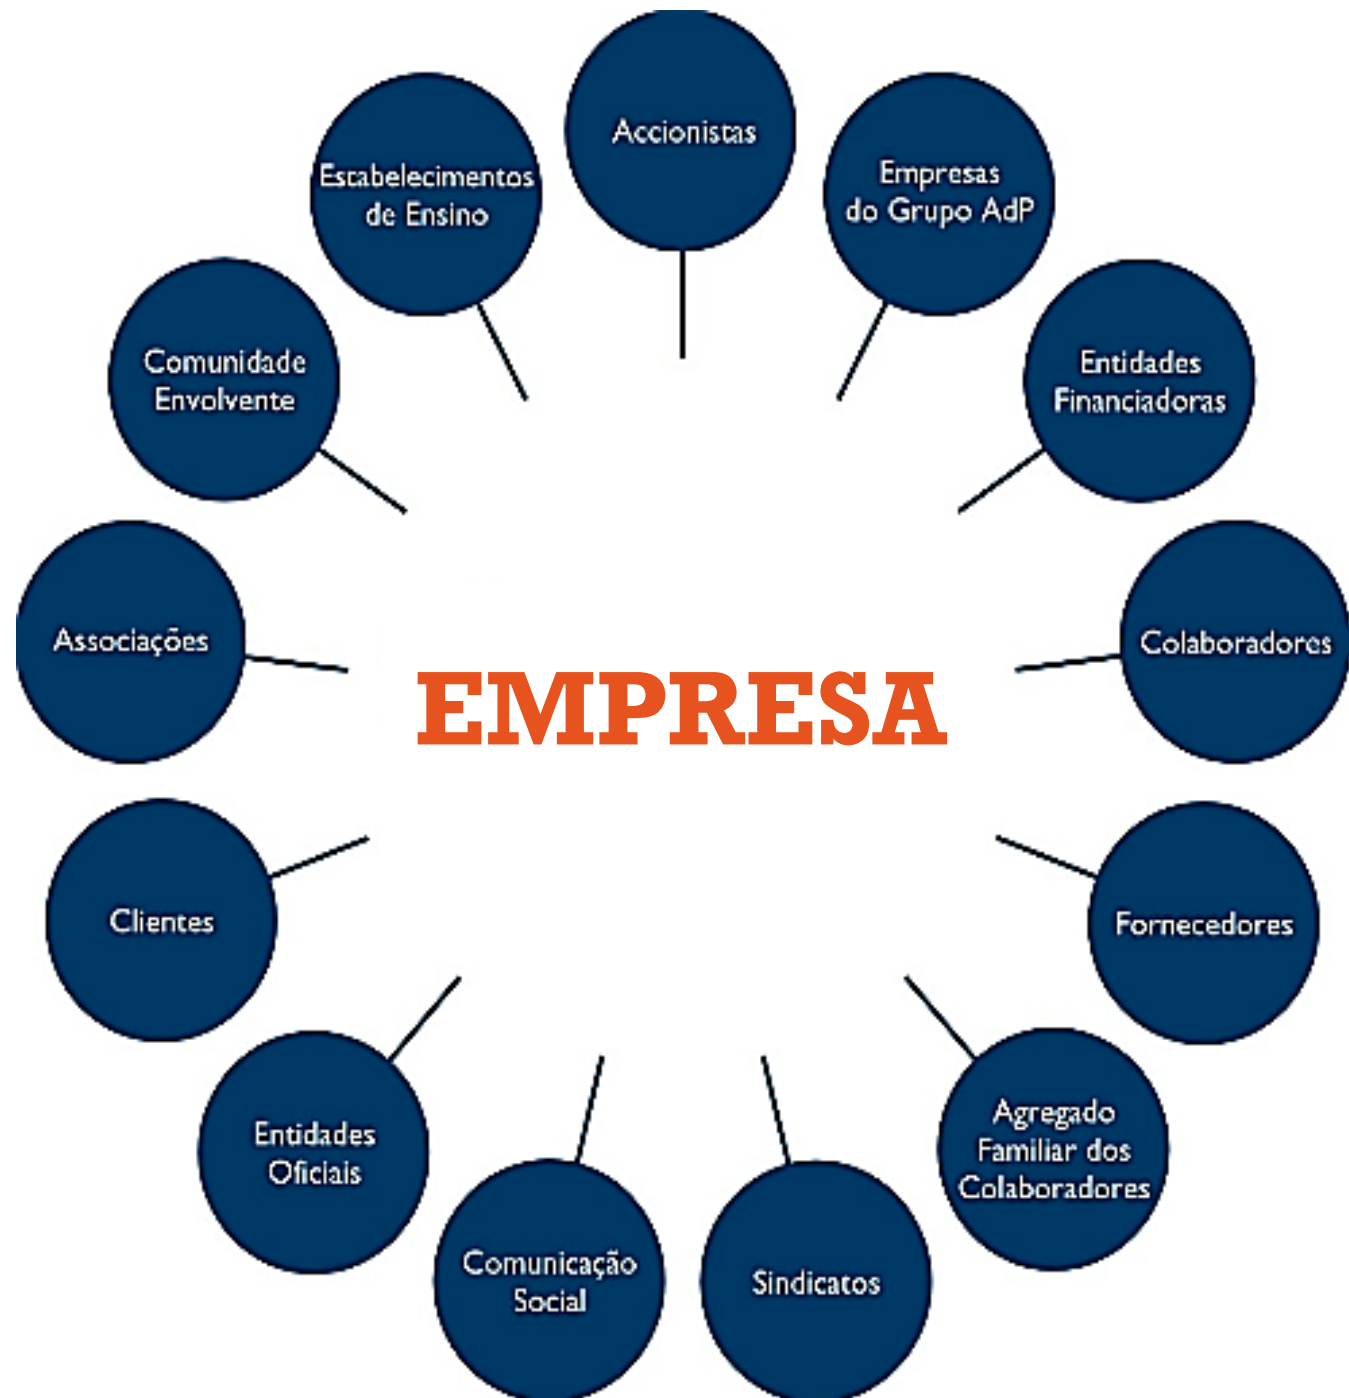 Accionistas
Empresas
do Grupo AdP
Entidades
Financiadoras
Colaboradores
Fornecedores
Agregado
Familiar dos
Colaboradores
Sindicatos
Comunicação
Social
Entidades
Oficiais
Clientes
Associações
Comunidade
Envolvente
Estabelecimentos
de Ensino
EMPRESA